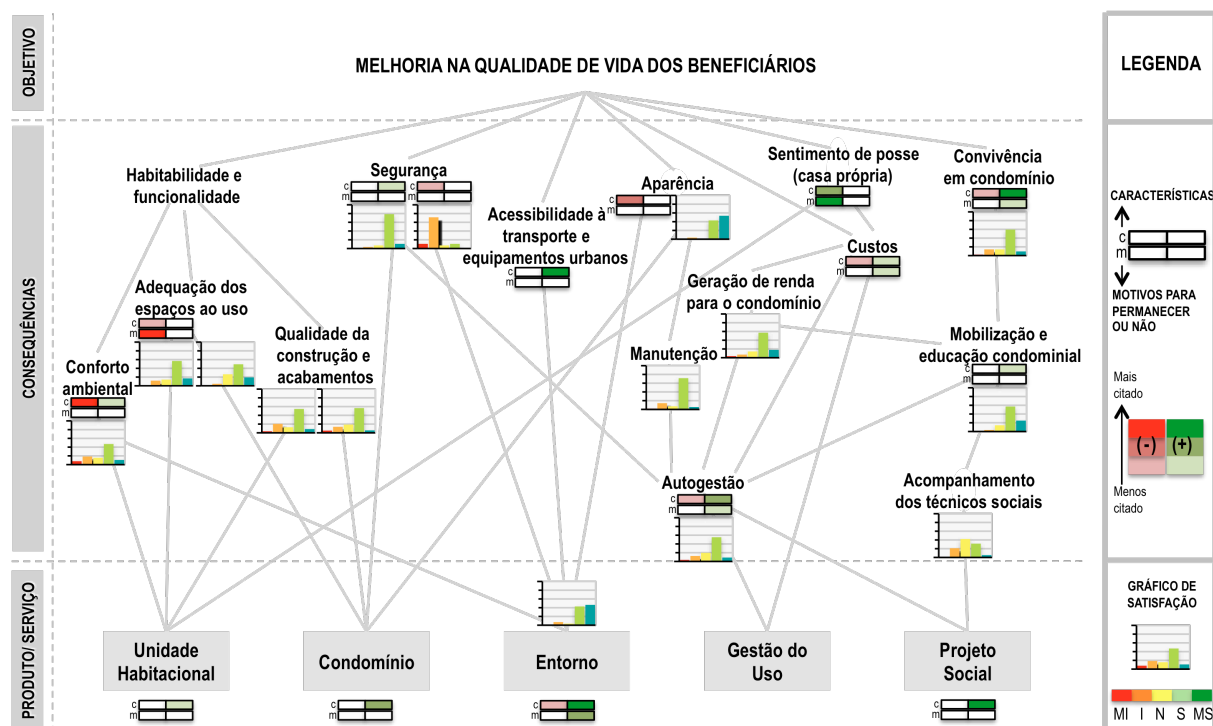 OBJETIVO
MELHORIA NA QUALIDADE DE VIDA DOS BENEFICIÁRIOS
LEGENDA
CONSEQUÊNCIAS
Habitabilidade e
funcionalidade
Segurança
c
m
c
m
Acessibilidade à
transporte e
equipamentos urbanos
c
m
Aparência
c
m
Sentimento de posse
(casa própria)
c
m
Convivência
em condomínio
c
m
Custos
c
m
Geração de renda
para o condomínio
Adequação dos
espaços ao uso
c
m
Qualidade da
construção e
acabamentos
Conforto
ambiental
c
m
Manutenção
Mobilização e
educação condominial
c
m
Autogestão
c
m
Acompanhamento
dos técnicos sociais
CARACTERÍSTICAS
c
m
MOTIVOS PARA
PERMANECER
OU NÃO
Mais
citado
(-) (+)
Menos
citado
PRODUTO/ SERVIÇO
Unidade
Habitacional
c
m
Condomínio
c
m
Entorno
c
m
Gestão do
Uso
Projeto
Social
c
m
GRÁFICO DE
SATISFAÇÃO
MI I N S MS